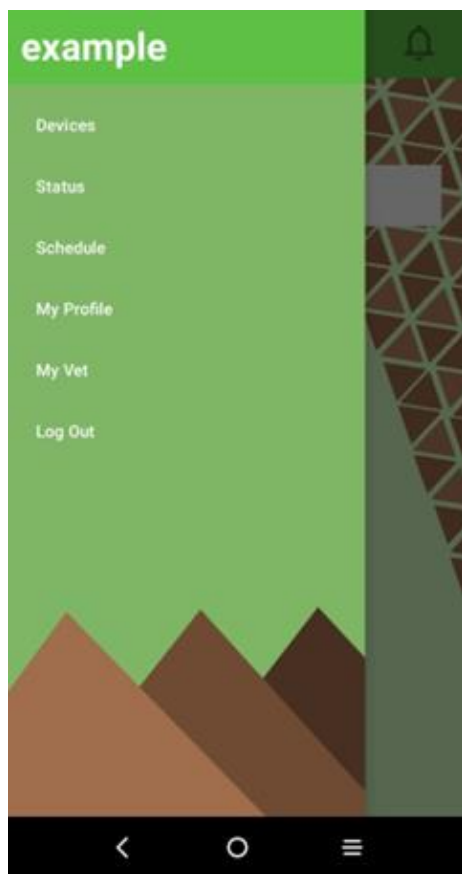 example
Devices
Status
Schedule
My Profile
My Vet
Log Out